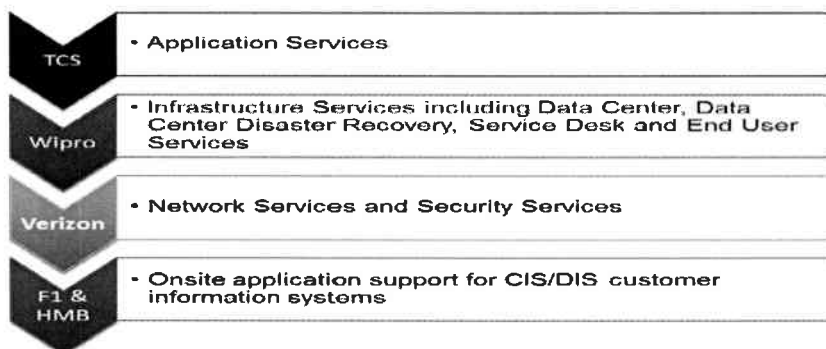 TCS
• Application Services
Wipro
• Infrastructure Services including Data Center, Data
Center Disaster Recovery, Service Desk and End User
Services
Verizon
• Network Services and Security Services
F1 &
HMB
• Onsite application support for CIS/DIS customer
information systems